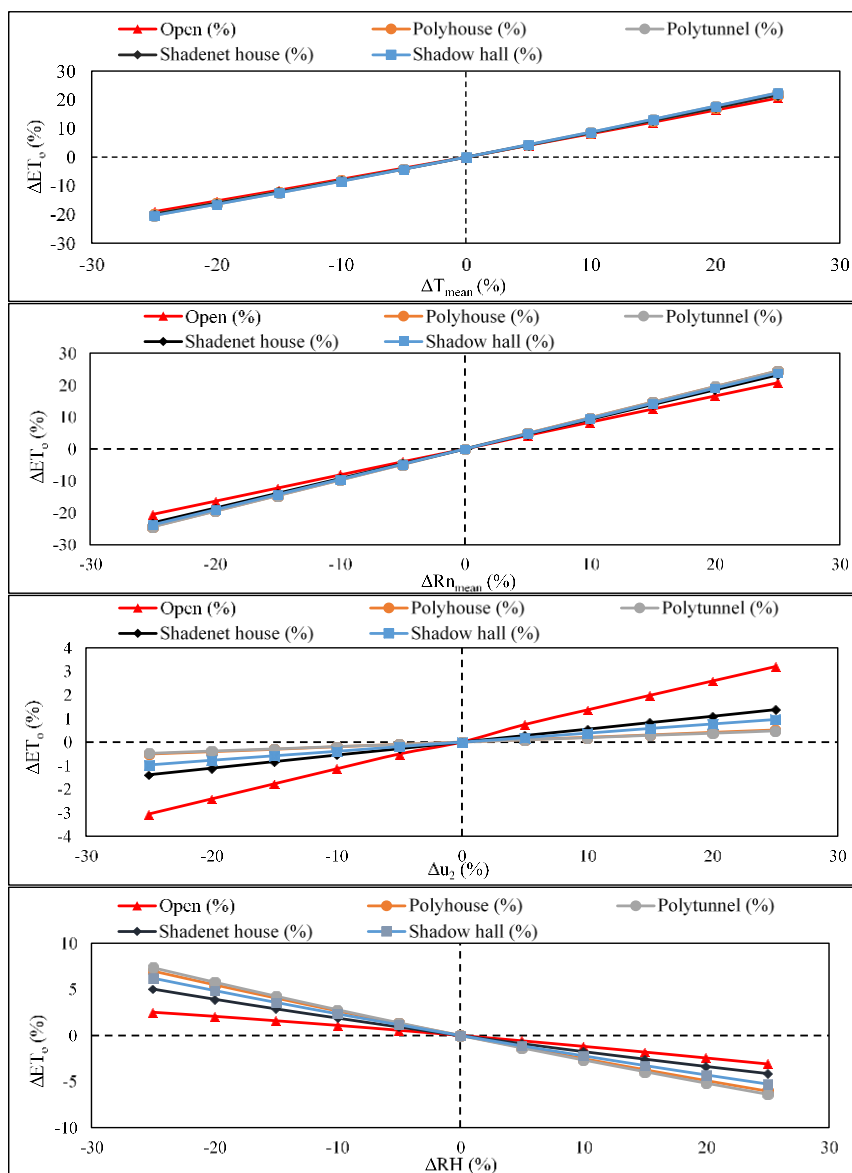 Open (%) Polyhouse (%) Polytunnel (%)
Shadenet house (%) Shadow hall (%)
30
20
10
0
-10
-20
-30
ΔETₒ (%)
-30 -20 -10 0 10 20 30
ΔTmean (%)
Open (%) Polyhouse (%) Polytunnel (%)
Shadenet house (%) Shadow hall (%)
30
20
10
0
-10
-20
-30
ΔETₒ (%)
-30 -20 -10 0 10 20 30
ΔRnmean (%)
Open (%) Polyhouse (%) Polytunnel (%)
Shadenet house (%) Shadow hall (%)
4
3
2
1
0
-1
-2
-3
-4
ΔETₒ (%)
-30 -20 -10 0 10 20 30
Δu₂ (%)
Open (%) Polyhouse (%) Polytunnel (%)
Shadenet house (%) Shadow hall (%)
10
5
0
-5
-10
ΔETₒ (%)
-30 -20 -10 0 10 20 30
ΔRH (%)